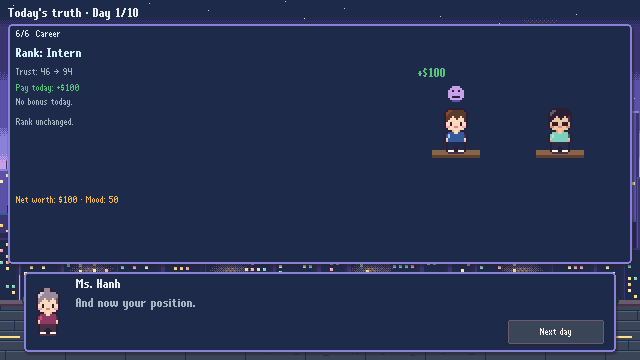 Today's truth · Day 1/10
6/6 Career
Rank: Intern
Trust: 46 → 94
Pay today: +$100
No bonus today.
Rank unchanged.
Net worth: $100 · Mood: 50
+$100
Ms. Hanh
And now your position.
Next day